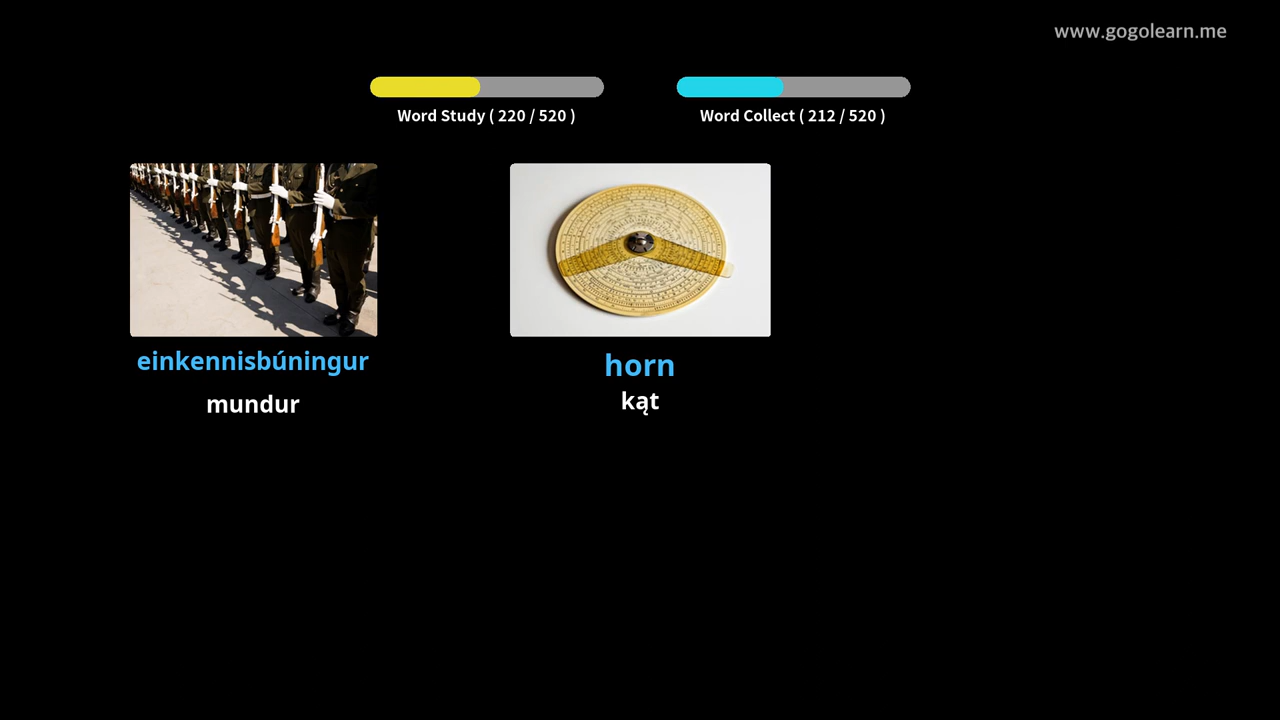 www.gogolearn.me
Word Study ( 220 / 520 )
Word Collect ( 212 / 520 )
einkennisbúningur
mundur
horn
kąt